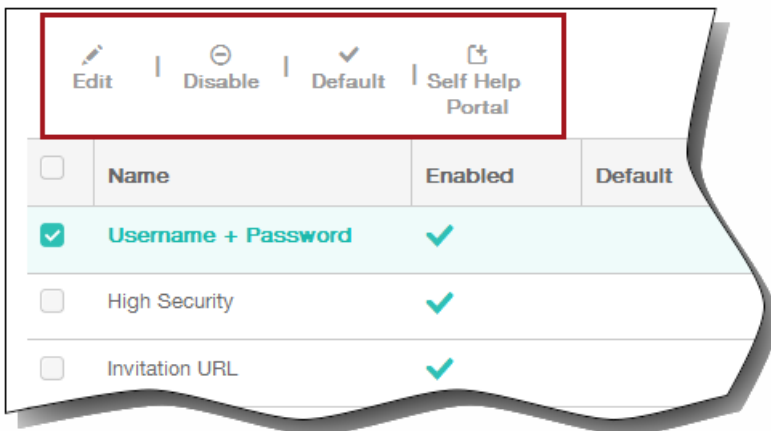 Edit | Disable | Default | Self Help
Portal
Name Enabled Default
Username + Password
High Security
Invitation URL